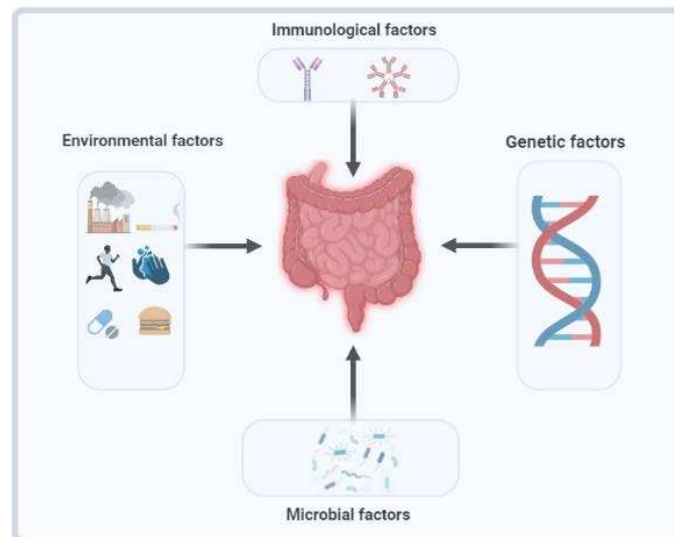 Immunological factors
Environmental factors
Genetic factors
Microbial factors